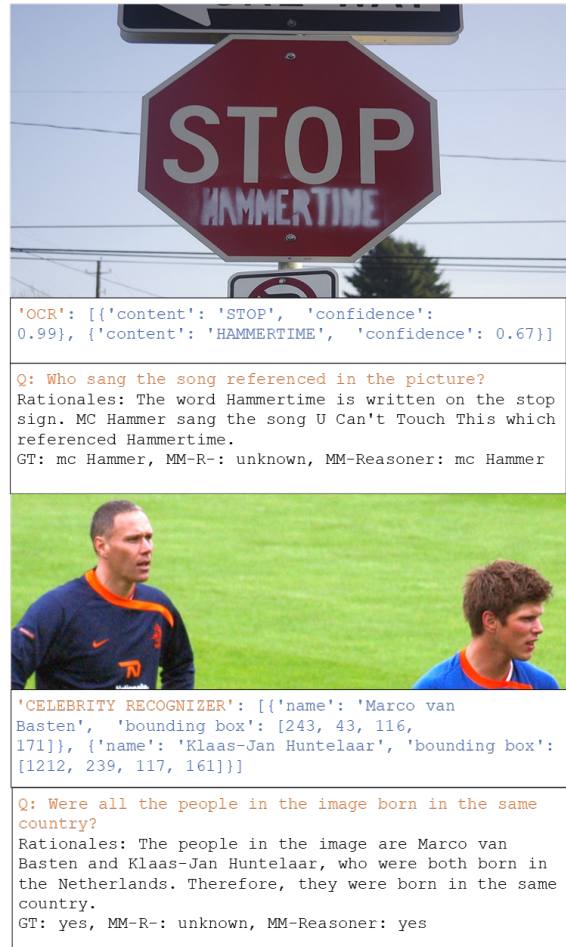 ONE WAY
STOP
HAMMERTIME
'OCR': [{'content': 'STOP', 'confidence':
0.99}, {'content': 'HAMMERTIME', 'confidence': 0.67}]
Q: Who sang the song referenced in the picture?
Rationales: The word Hammertime is written on the stop
sign. MC Hammer sang the song U Can't Touch This which
referenced Hammertime.
GT: mc Hammer, MM-R-: unknown, MM-Reasoner: mc Hammer
'CELEBRITY RECOGNIZER': [{'name': 'Marco van
Basten', 'bounding box': [243, 43, 116,
171]}, {'name': 'Klaas-Jan Huntelaar', 'bounding box':
[1212, 239, 117, 161]}]
Q: Were all the people in the image born in the same
country?
Rationales: The people in the image are Marco van
Basten and Klaas-Jan Huntelaar, who were both born in
the Netherlands. Therefore, they were born in the same
country.
GT: yes, MM-R-: unknown, MM-Reasoner: yes